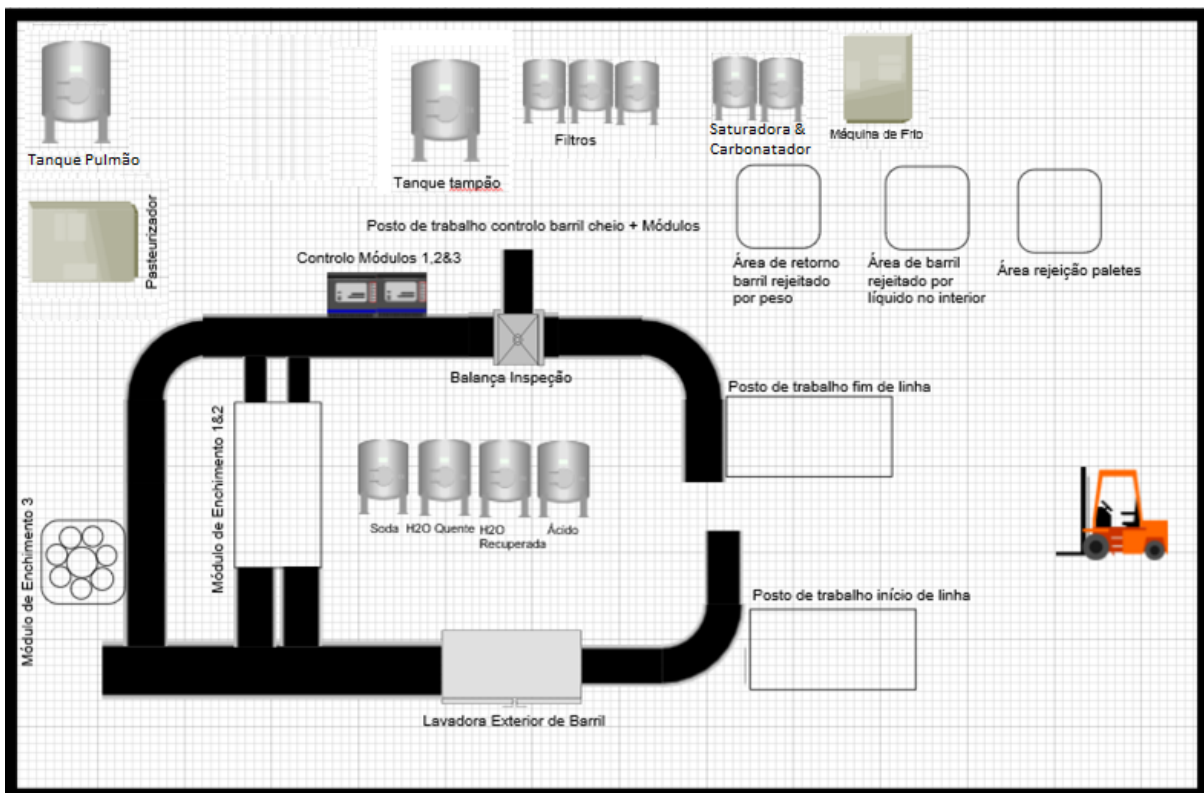 Tanque Pulmão
Tanque tampão
Filtros
Saturadora &
Carbonatador
Máquina de Frio
Pasteurizador
Posto de trabalho controlo barril cheio + Módulos
Controlo Módulos 1,2&3
Área de retorno
barril rejeitado
por peso
Área de barril
rejeitado por
líquido no interior
Área rejeição paletes
Balança Inspeção
Posto de trabalho fim de linha
Módulo de Enchimento 1&2
Módulo de Enchimento 3
Soda
H2O Quente
H2O
Recuperada
Ácido
Posto de trabalho início de linha
Lavadora Exterior de Barril